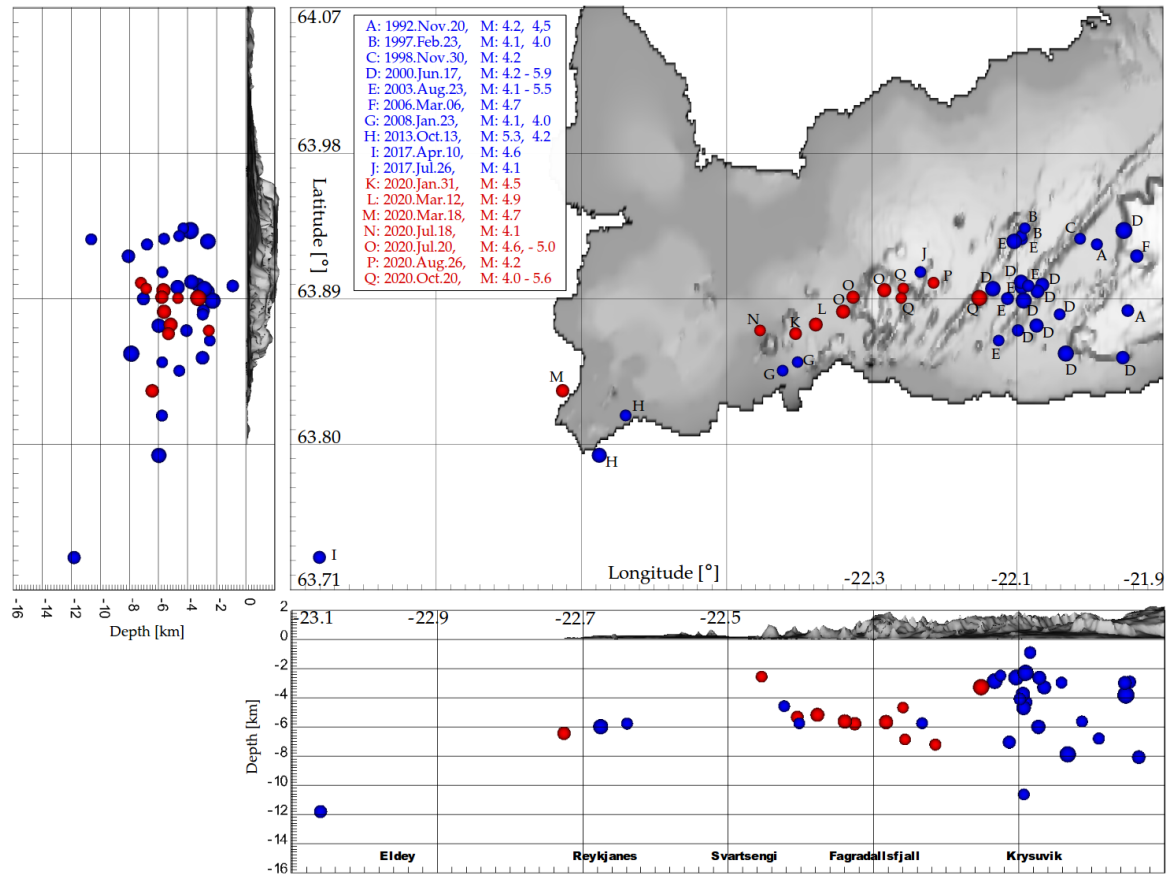 64.07
63.98
63.89
63.80
63.71
Latitude [°]
A: 1992.Nov.20, M: 4.2, 4,5
B: 1997.Feb.23, M: 4.1, 4.0
C: 1998.Nov.30, M: 4.2
D: 2000.Jun.17, M: 4.2 - 5.9
E: 2003.Aug.23, M: 4.1 - 5.5
F: 2006.Mar.06, M: 4.7
G: 2008.Jan.23, M: 4.1, 4.0
H: 2013.Oct.13, M: 5.3, 4.2
I: 2017.Apr.10, M: 4.6
J: 2017.Jul.26, M: 4.1
K: 2020.Jan.31, M: 4.5
L: 2020.Mar.12, M: 4.9
M: 2020.Mar.18, M: 4.7
N: 2020.Jul.18, M: 4.1
O: 2020.Jul.20, M: 4.6, - 5.0
P: 2020.Aug.26, M: 4.2
Q: 2020.Oct.20, M: 4.0 - 5.6
B
D
C
B
E
E
A
F
J
D
E
O
Q
P
D
D
O
E
D
Q
Q
E
D
D
A
L
O
N
K
D
D
E
G
G
D
D
M
H
H
I
Longitude [°]
-22.3
-22.1
-21.9
-16 -14 -12 -10 -8 -6 -4 -2 0
Depth [km]
-23.1
-22.9
-22.7
-22.5
2
0
-2
-4
-6
-8
-10
-12
-14
-16
Depth [km]
Eldey Reykjanes Svartsengi Fagradallsfjall Krysuvik